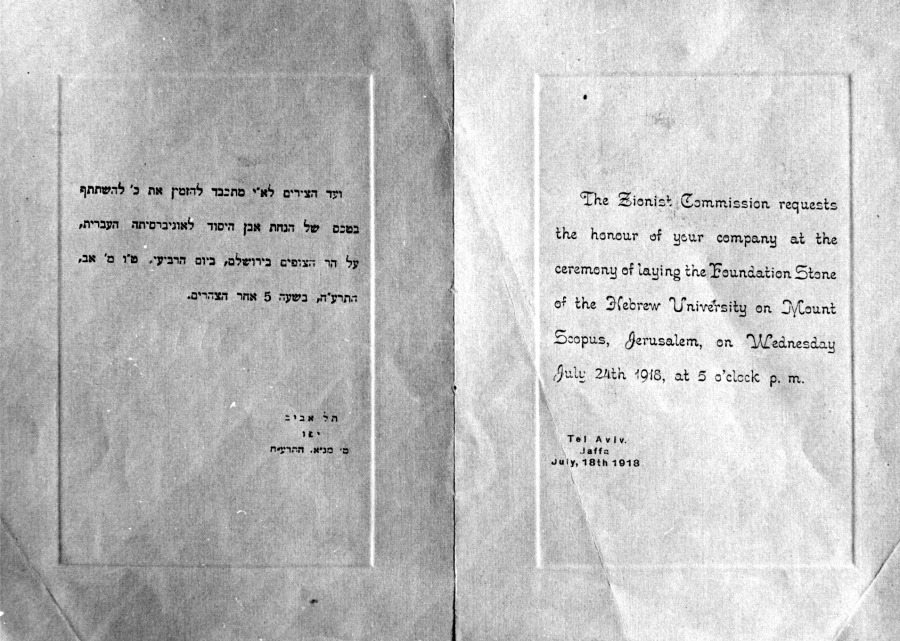 ועד הצירים לא״י מתכבד להזמין את כ׳ להשתתף
בטכס של הנחת אבן היסוד לאוניברסיטה העברית,
על הר הצופים בירושלם, ביום הרביעי, ט״ו מ׳ אב,
התרע״ח, בשעה 5 אחר הצהרים.
תל אביב
יפו
ט׳ מנ״א. התרע״ח
The Zionist Commission requests
the honour of your company at the
ceremony of laying the Foundation Stone
of the Hebrew University on Mount
Scopus, Jerusalem, on Wednesday
July 24th 1918, at 5 o'clock p. m.
Tel Aviv.
Jaffa
July, 18th 1918